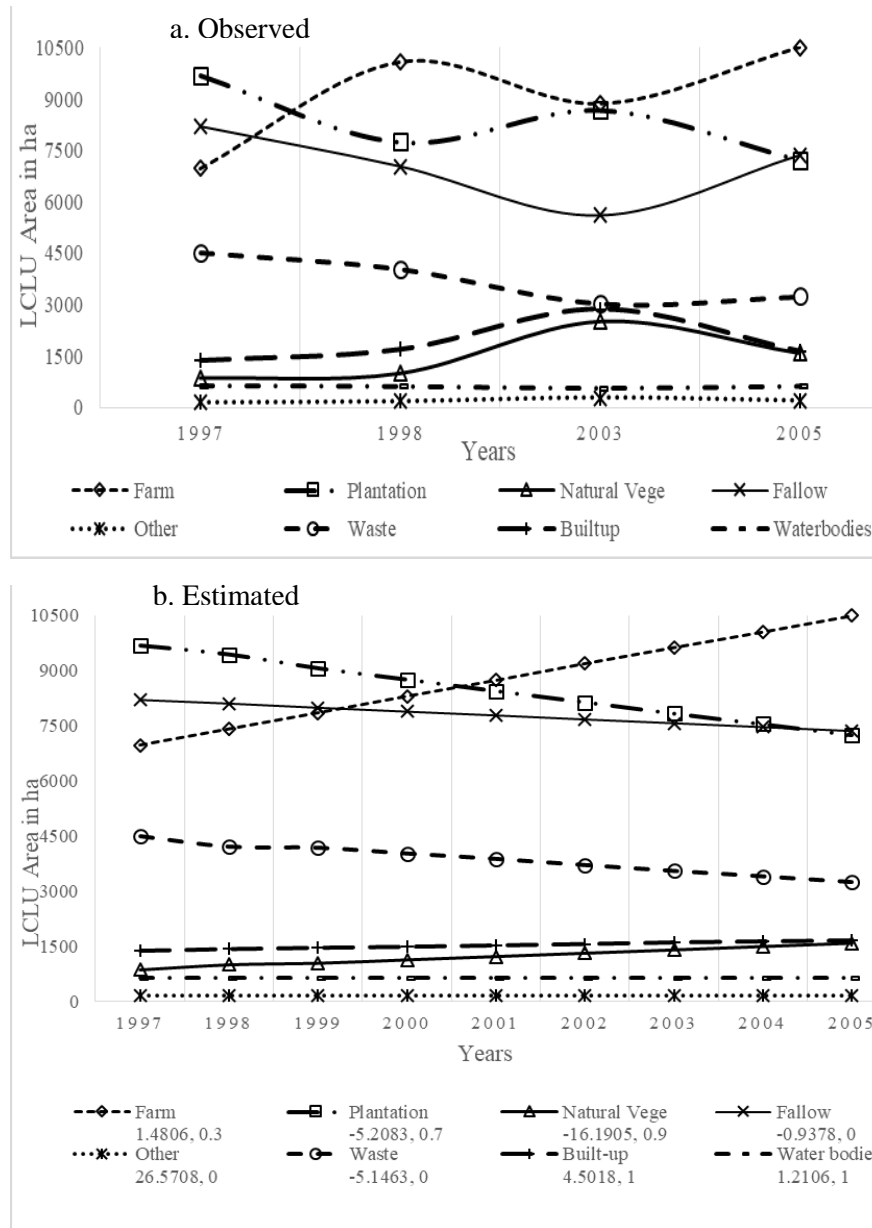 a. Observed
10500
9000
7500
6000
4500
3000
1500
0
LCLU Area in ha
1997 1998 2003 2005
Years
Farm Plantation Natural Vege Fallow
Other Waste Builtup Waterbodies
b. Estimated
10500
9000
7500
6000
4500
3000
1500
0
LCLU Area in ha
1997 1998 1999 2000 2001 2002 2003 2004 2005
Years
Farm Plantation Natural Vege Fallow
1.4806, 0.3 -5.2083, 0.7 -16.1905, 0.9 -0.9378, 0
Other Waste Built-up Water bodies
26.5708, 0 -5.1463, 0 4.5018, 1 1.2106, 1